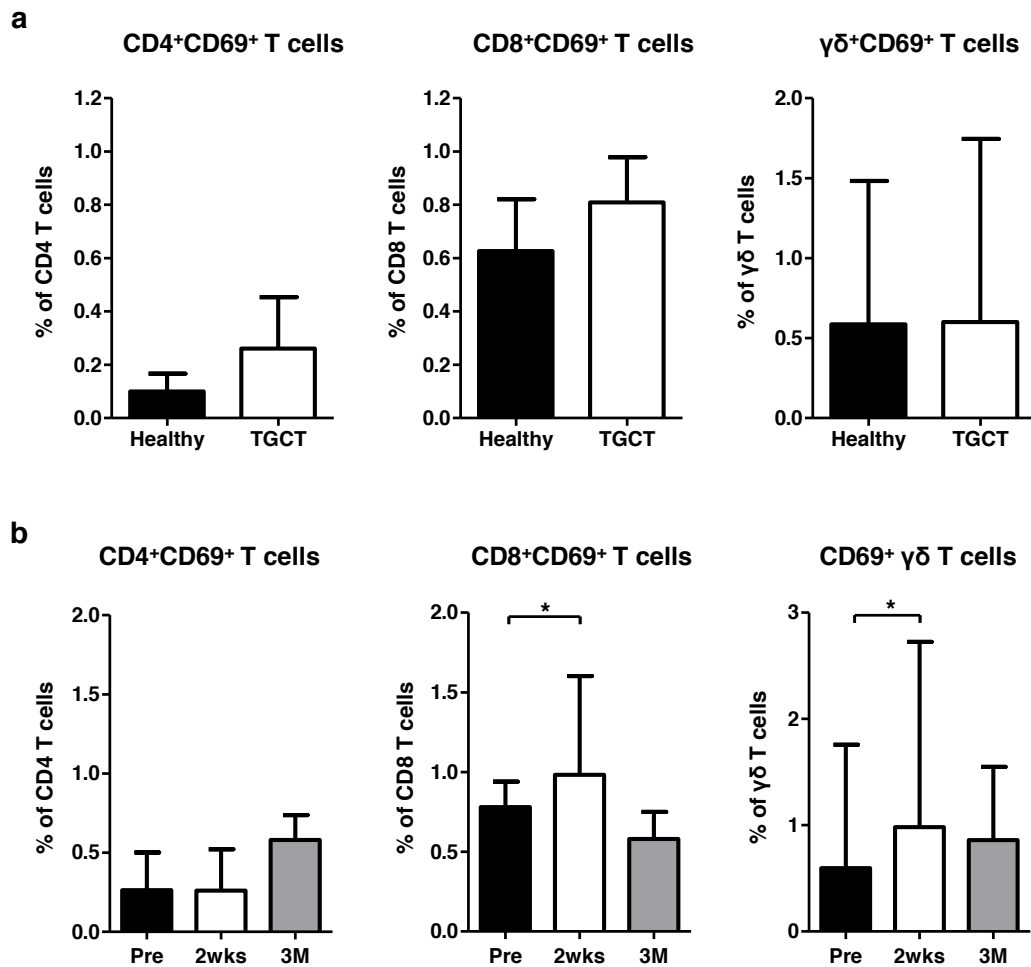 a
CD4⁺CD69⁺ T cells
% of CD4 T cells
1.2
1.0
0.8
0.6
0.4
0.2
0.0
Healthy TGCT
CD8⁺CD69⁺ T cells
% of CD8 T cells
1.2
1.0
0.8
0.6
0.4
0.2
0.0
Healthy TGCT
γδ⁺CD69⁺ T cells
% of γδ T cells
2.0
1.5
1.0
0.5
0.0
Healthy TGCT
b
CD4⁺CD69⁺ T cells
% of CD4 T cells
2.0
1.5
1.0
0.5
0.0
Pre 2wks 3M
CD8⁺CD69⁺ T cells
% of CD8 T cells
2.0
1.5
1.0
0.5
0.0
*
Pre 2wks 3M
CD69⁺ γδ T cells
% of γδ T cells
3
2
1
0
*
Pre 2wks 3M